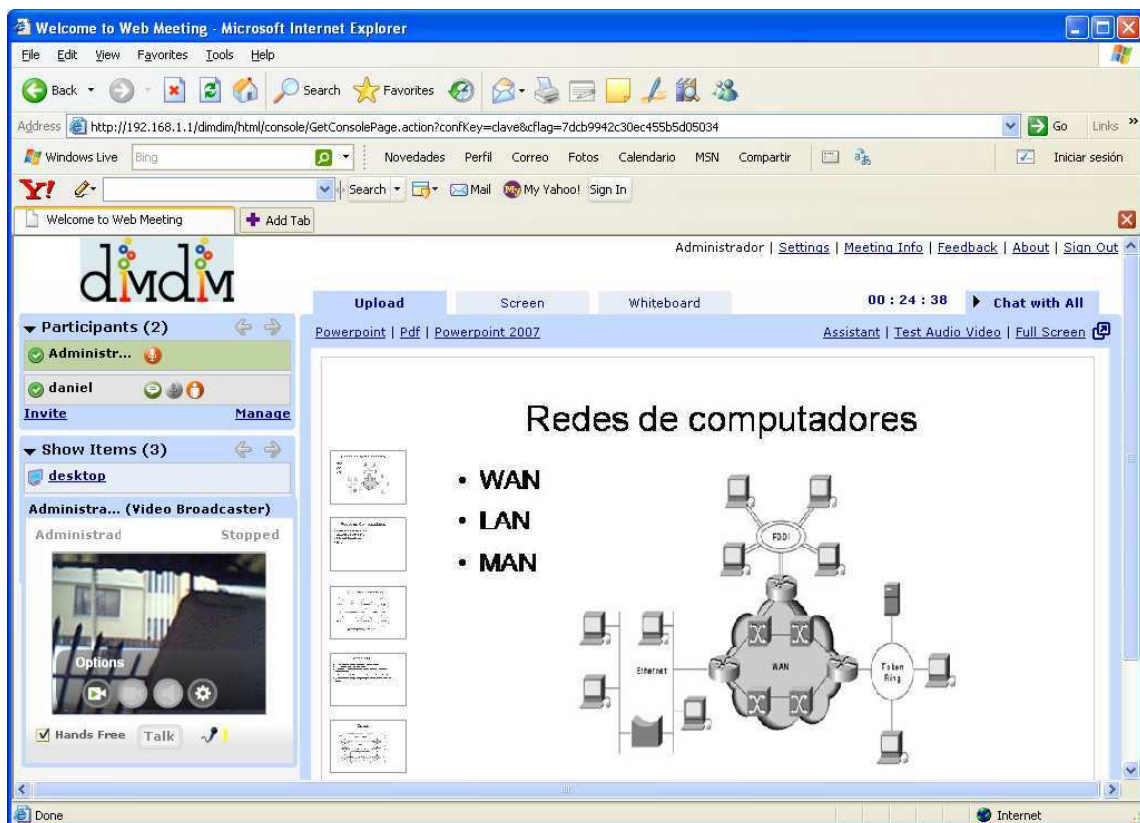 Welcome to Web Meeting - Microsoft Internet Explorer
File Edit View Favorites Tools Help
Back Search Favorites
Address http://192.168.1.1/dimdim/html/console/GetConsolePage.action?confKey=clave&cflag=7dcb9942c30ec455b5d05034 Go Links »
Windows Live Bing Novedades Perfil Correo Fotos Calendario MSN Compartir Iniciar sesión
Y! Search Mail My Yahoo! Sign In
Welcome to Web Meeting Add Tab
dimdim
Administrador | Settings | Meeting Info | Feedback | About | Sign Out
Upload Screen Whiteboard 00 : 24 : 38 Chat with All
Powerpoint | Pdf | Powerpoint 2007 Assistant | Test Audio Video | Full Screen
Participants (2)
Administr...
daniel
Invite Manage
Show Items (3)
desktop
Administra... (Video Broadcaster)
Administrad Stopped
Options
Hands Free Talk
Redes de computadores
• WAN
• LAN
• MAN
FDDI
Ethernet
WAN
Token
Ring
Done Internet